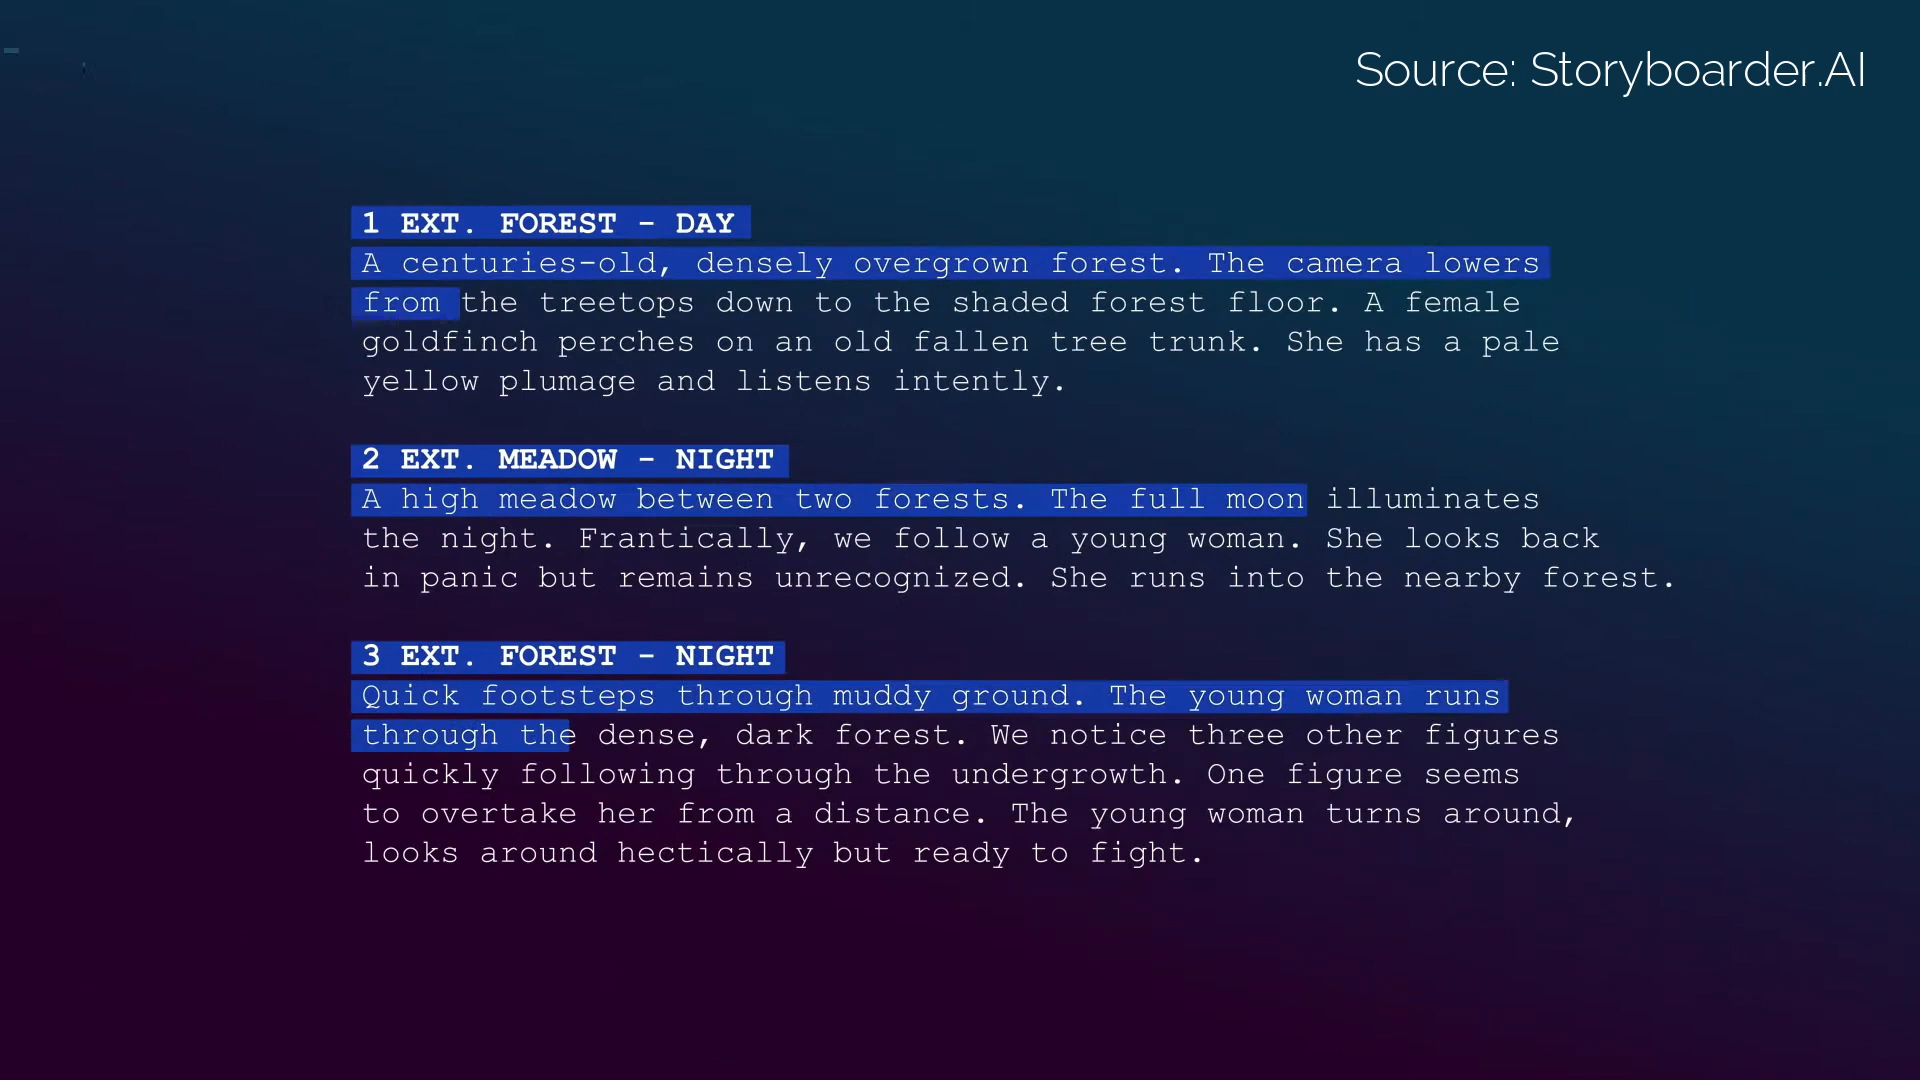 Source: Storyboarder.AI
1 EXT. FOREST - DAY
A centuries-old, densely overgrown forest. The camera lowers
from the treetops down to the shaded forest floor. A female
goldfinch perches on an old fallen tree trunk. She has a pale
yellow plumage and listens intently.
2 EXT. MEADOW - NIGHT
A high meadow between two forests. The full moon illuminates
the night. Frantically, we follow a young woman. She looks back
in panic but remains unrecognized. She runs into the nearby forest.
3 EXT. FOREST - NIGHT
Quick footsteps through muddy ground. The young woman runs
through the dense, dark forest. We notice three other figures
quickly following through the undergrowth. One figure seems
to overtake her from a distance. The young woman turns around,
looks around hectically but ready to fight.